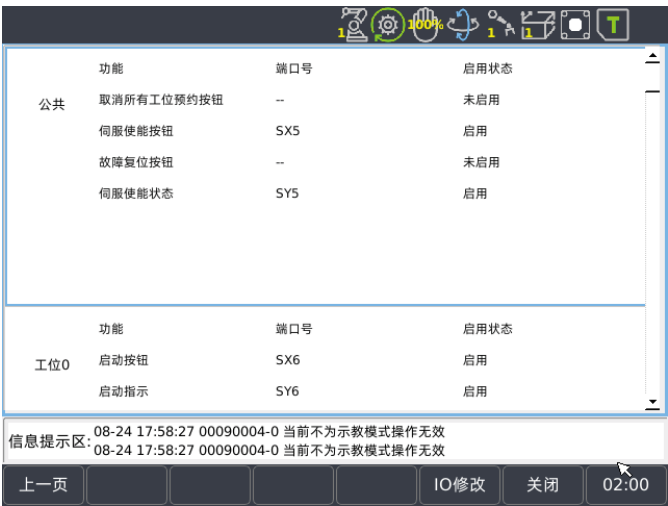 1 100% 1 1 T
功能 端口号 启用状态
公共
取消所有工位预约按钮 -- 未启用
伺服使能按钮 SX5 启用
故障复位按钮 -- 未启用
伺服使能状态 SY5 启用
功能 端口号 启用状态
工位0
启动按钮 SX6 启用
启动指示 SY6 启用
信息提示区:
08-24 17:58:27 00090004-0 当前不为示教模式操作无效
08-24 17:58:27 00090004-0 当前不为示教模式操作无效
上一页 IO修改 关闭 02:00